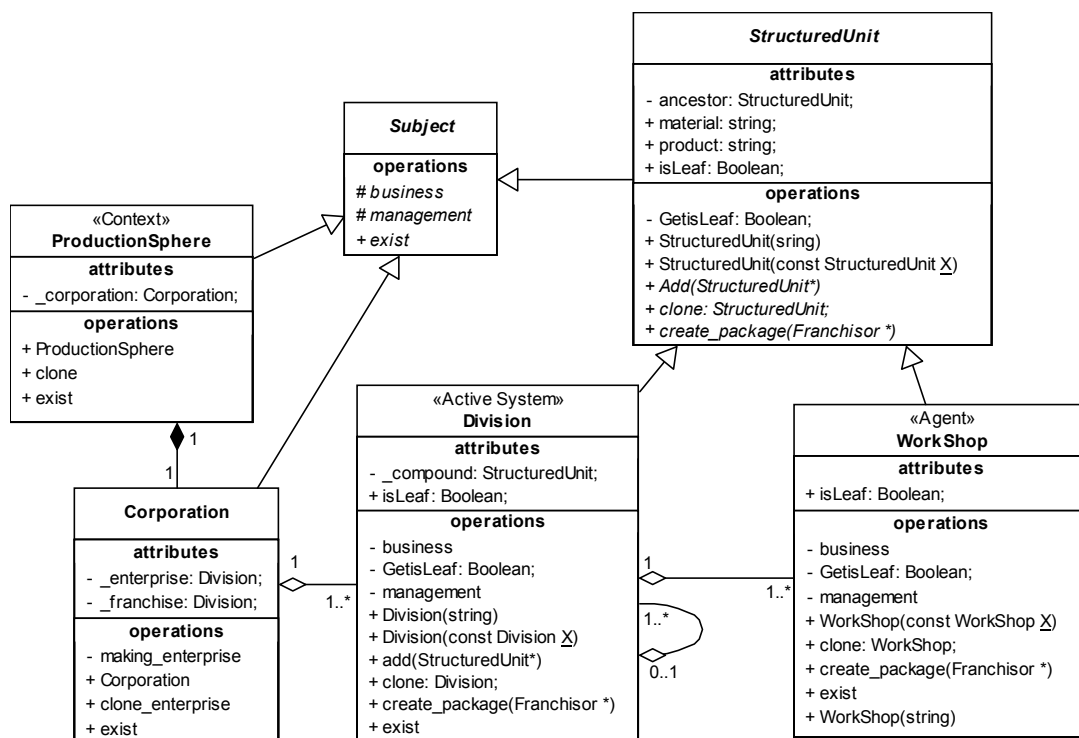 StructuredUnit
attributes
- ancestor: StructuredUnit;
+ material: string;
+ product: string;
+ isLeaf: Boolean;
operations
- GetisLeaf: Boolean;
+ StructuredUnit(sring)
+ StructuredUnit(const StructuredUnit X)
+ Add(StructuredUnit*)
+ clone: StructuredUnit;
+ create_package(Franchisor *)
Subject
operations
# business
# management
+ exist
«Context»
ProductionSphere
attributes
- _corporation: Corporation;
operations
+ ProductionSphere
+ clone
+ exist
1
1
Corporation
attributes
- _enterprise: Division;
- _franchise: Division;
operations
- making_enterprise
+ Corporation
+ clone_enterprise
+ exist
1
1..*
«Active System»
Division
attributes
- _compound: StructuredUnit;
+ isLeaf: Boolean;
operations
- business
- GetisLeaf: Boolean;
- management
+ Division(string)
+ Division(const Division X)
+ add(StructuredUnit*)
+ clone: Division;
+ create_package(Franchisor *)
+ exist
1
1..*
1..*
0..1
«Agent»
WorkShop
attributes
+ isLeaf: Boolean;
operations
- business
- GetisLeaf: Boolean;
- management
+ WorkShop(const WorkShop X)
+ clone: WorkShop;
+ create_package(Franchisor *)
+ exist
+ WorkShop(string)